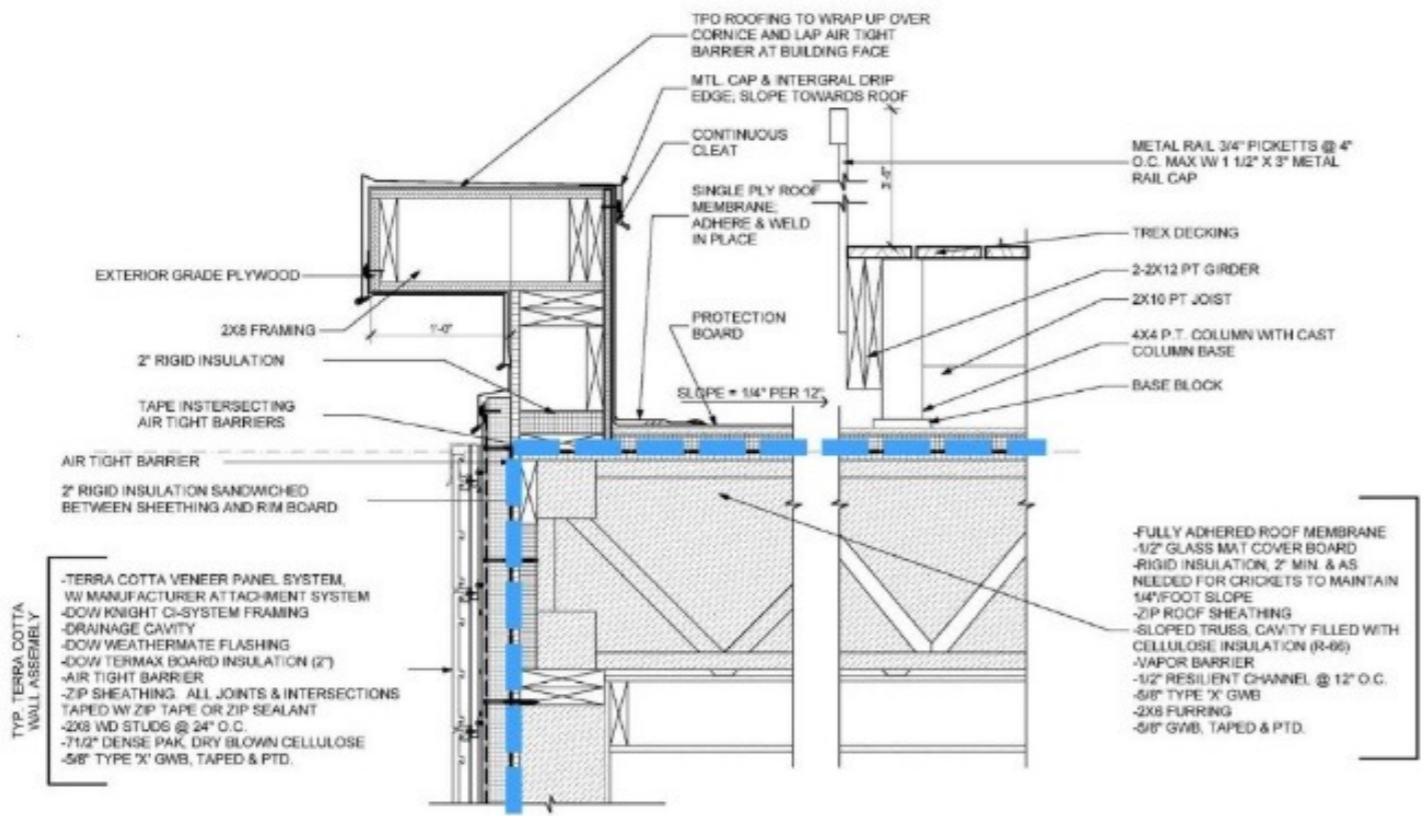 TPO ROOFING TO WRAP UP OVER
CORNICE AND LAP AIR TIGHT
BARRIER AT BUILDING FACE
MTL. CAP & INTERGRAL DRIP
EDGE; SLOPE TOWARDS ROOF
CONTINUOUS
CLEAT
SINGLE PLY ROOF
MEMBRANE;
ADHERE & WELD
IN PLACE
PROTECTION
BOARD
SLOPE = 1/4" PER 12"
3'-6"
METAL RAIL 3/4" PICKETTS @ 4"
O.C. MAX W/ 1 1/2" X 3" METAL
RAIL CAP
TREX DECKING
2-2X12 PT GIRDER
2X10 PT JOIST
4X4 P.T. COLUMN WITH CAST
COLUMN BASE
BASE BLOCK
EXTERIOR GRADE PLYWOOD
2X8 FRAMING
1'-0"
2" RIGID INSULATION
TAPE INSTERSECTING
AIR TIGHT BARRIERS
AIR TIGHT BARRIER
2" RIGID INSULATION SANDWICHED
BETWEEN SHEETHING AND RIM BOARD
TYP. TERRA COTTA
WALL ASSEMBLY
-TERRA COTTA VENEER PANEL SYSTEM,
W/ MANUFACTURER ATTACHMENT SYSTEM
-DOW KNIGHT CI-SYSTEM FRAMING
-DRAINAGE CAVITY
-DOW WEATHERMATE FLASHING
-DOW TERMAX BOARD INSULATION (2")
-AIR TIGHT BARRIER
-ZIP SHEATHING. ALL JOINTS & INTERSECTIONS
TAPED W/ ZIP TAPE OR ZIP SEALANT
-2X8 WD STUDS @ 24" O.C.
-71/2" DENSE PAK, DRY BLOWN CELLULOSE
-5/8" TYPE 'X' GWB, TAPED & PTD.
-FULLY ADHERED ROOF MEMBRANE
-1/2" GLASS MAT COVER BOARD
-RIGID INSULATION, 2" MIN. & AS
NEEDED FOR CRICKETS TO MAINTAIN
1/4"/FOOT SLOPE
-ZIP ROOF SHEATHING
-SLOPED TRUSS, CAVITY FILLED WITH
CELLULOSE INSULATION (R-66)
-VAPOR BARRIER
-1/2" RESILIENT CHANNEL @ 12" O.C.
-5/8" TYPE 'X' GWB
-2X6 FURRING
-5/8" GWB, TAPED & PTD.